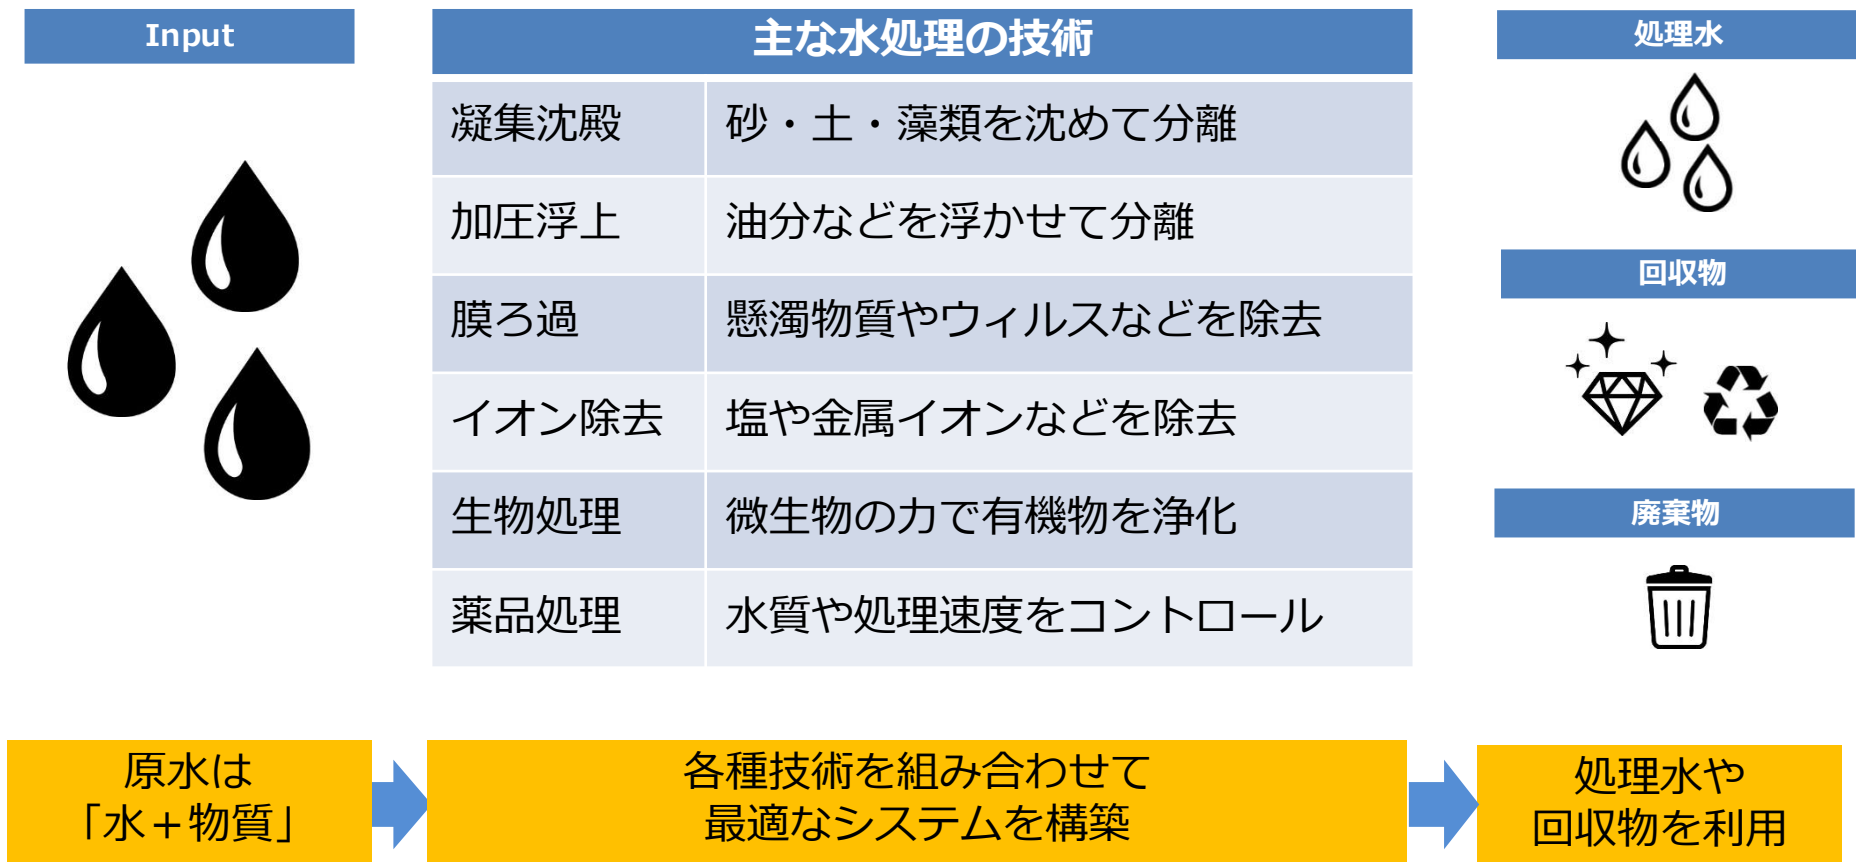 Input
主な水処理の技術
凝集沈殿 砂・土・藻類を沈めて分離
加圧浮上 油分などを浮かせて分離
膜ろ過 懸濁物質やウィルスなどを除去
イオン除去 塩や金属イオンなどを除去
生物処理 微生物の力で有機物を浄化
薬品処理 水質や処理速度をコントロール
処理水
回収物
廃棄物
原水は
「水＋物質」
各種技術を組み合わせて
最適なシステムを構築
処理水や
回収物を利用